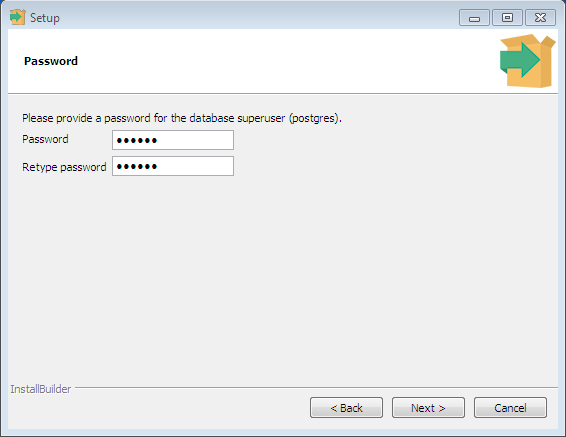 Setup
Password
Please provide a password for the database superuser (postgres).
Password ••••••
Retype password ••••••
InstallBuilder
< Back Next > Cancel